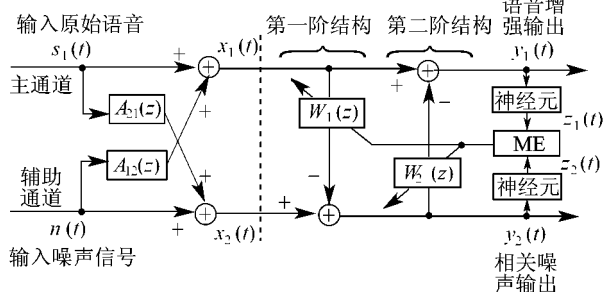 输入原始语音
s₁(t)
主通道
A₂₁(z)
A₁₂(z)
辅助
通道
n(t)
输入噪声信号
+
+
+
+
x₁(t)
x₂(t)
第一阶结构
W₁(z)
−
+
第二阶结构
+
−
W₂(z)
语音增
强输出
y₁(t)
神经元
z₁(t)
ME
z₂(t)
神经元
y₂(t)
相关噪
声输出